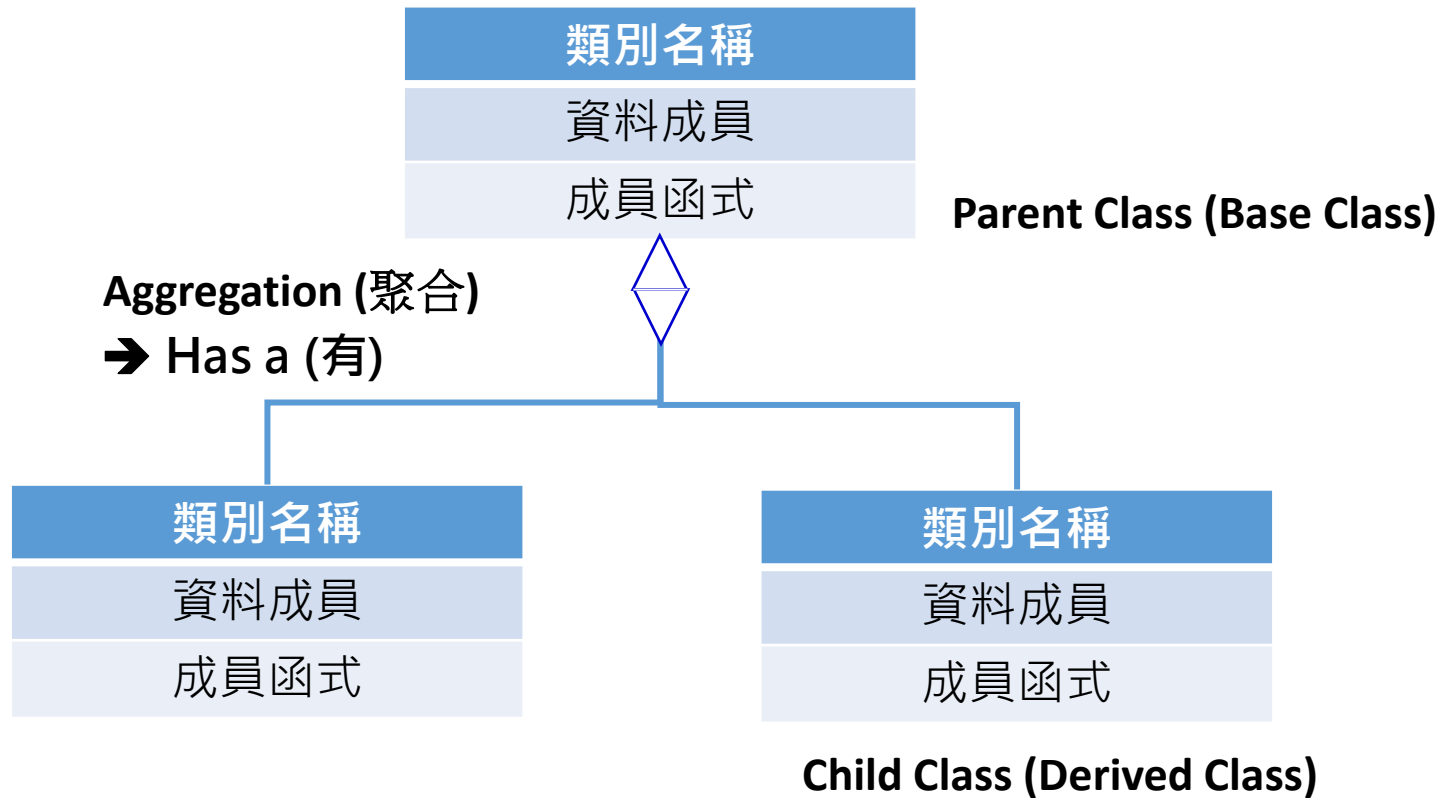 類別名稱
資料成員
成員函式
Parent Class (Base Class)
Aggregation (聚合)
➔ Has a (有)
類別名稱
資料成員
成員函式
類別名稱
資料成員
成員函式
Child Class (Derived Class)